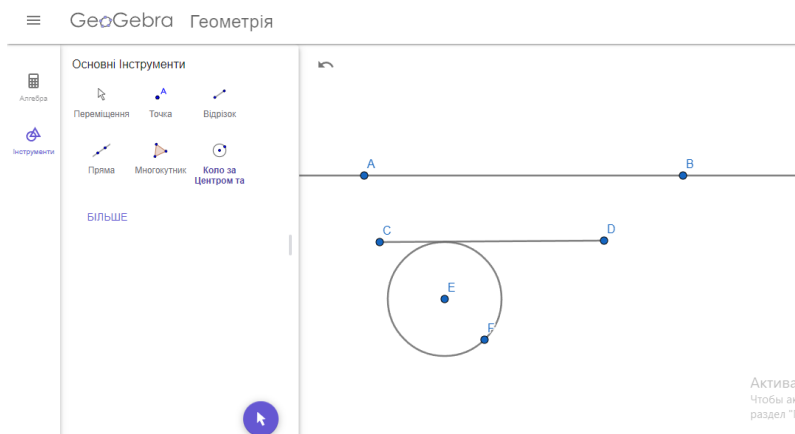 GeoGebra Геометрія
Основні Інструменти
Алгебра
Переміщення Точка Відрізок
Інструменти
Пряма Многокутник Коло за Центром та
БІЛЬШЕ
A
A B
C D
E
F
Актива
Чтобы ак
раздел "